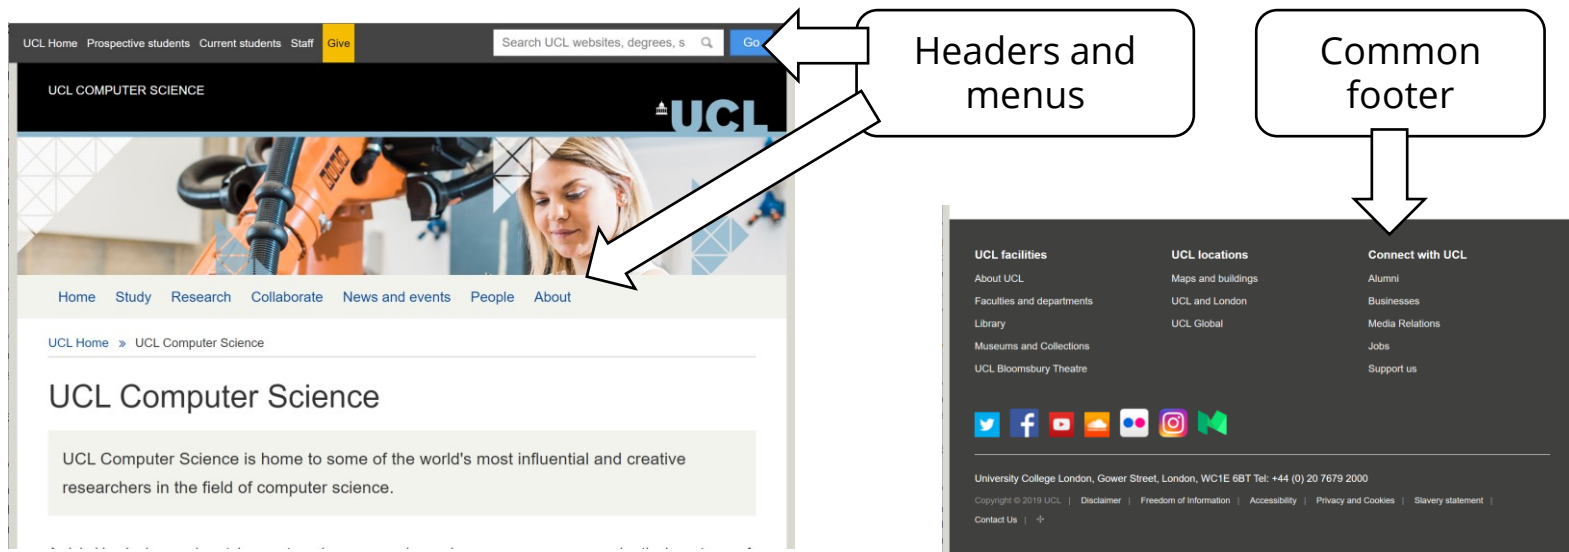 UCL Home Prospective students Current students Staff Give
Search UCL websites, degrees, s
Go
UCL COMPUTER SCIENCE
UCL
Home Study Research Collaborate News and events People About
UCL Home » UCL Computer Science
UCL Computer Science
UCL Computer Science is home to some of the world's most influential and creative
researchers in the field of computer science.
Headers and
menus
Common
footer
UCL facilities
About UCL
Faculties and departments
Library
Museums and Collections
UCL Bloomsbury Theatre
UCL locations
Maps and buildings
UCL and London
UCL Global
Connect with UCL
Alumni
Businesses
Media Relations
Jobs
Support us
University College London, Gower Street, London, WC1E 6BT Tel: +44 (0) 20 7679 2000
Copyright © 2019 UCL | Disclaimer | Freedom of Information | Accessibility | Privacy and Cookies | Slavery statement |
Contact Us |